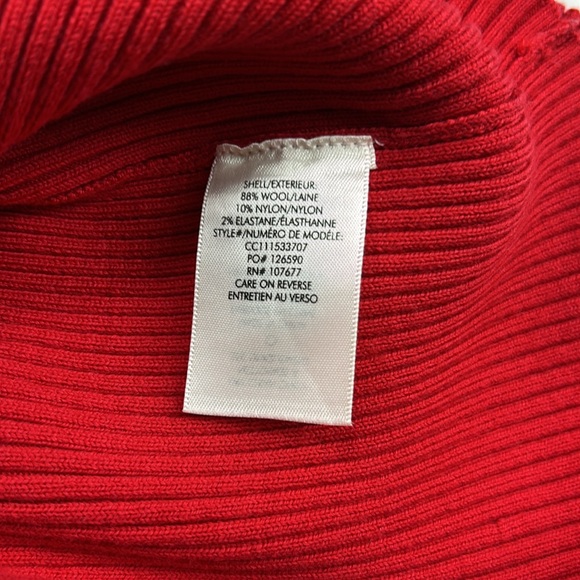 SHELL/EXTERIEUR:
88% WOOL/LAINE
10% NYLON/NYLON
2% ELASTANE/ÉLASTHANNE
STYLE#/NUMÉRO DE MODÈLE:
CC111533707
PO# 126590
RN# 107677
CARE ON REVERSE
ENTRETIEN AU VERSO